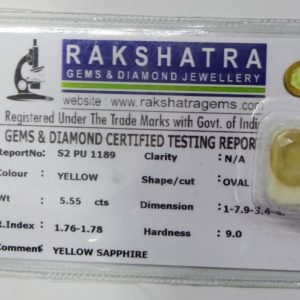 RAKSHATRA
GEMS & DIAMOND JEWELLERY
website : www.rakshatragems.com
Registered Under The Trade Marks with Govt. of
GEMS & DIAMOND CERTIFIED TESTING REPORT
ReportNo: S2 PU 1189 Clarity : N/A
Colour : YELLOW Shape/cut : OVAL
Wt : 5.55 cts Dimension : 1-7.9-3.4-
R.Index : 1.76-1.78 Hardness : 9.0
Comment: YELLOW SAPPHIRE